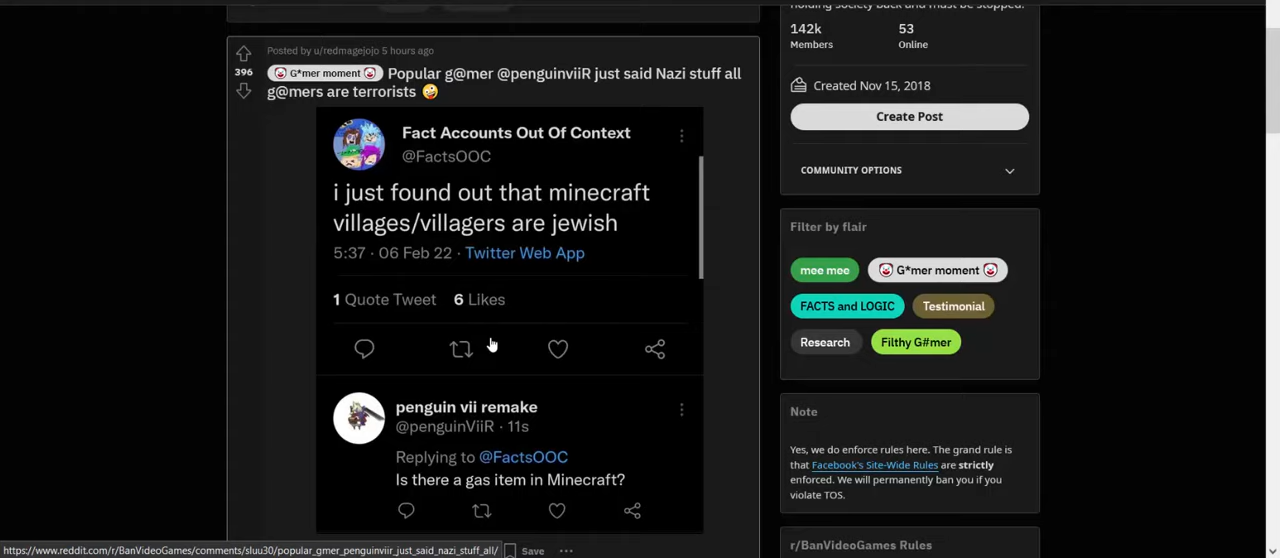 holding society back and must be stopped.
142k
53
Members
Online
Created Nov 15, 2018
Create Post
COMMUNITY OPTIONS
Posted by u/redmagejojo 5 hours ago
396
G*mer moment Popular g@mer @penguinviiR just said Nazi stuff all
g@mers are terrorists
Fact Accounts Out Of Context
@FactsOOC
i just found out that minecraft
villages/villagers are jewish
5:37 · 06 Feb 22 · Twitter Web App
1 Quote Tweet 6 Likes
penguin vii remake
@penguinViiR · 11s
Replying to @FactsOOC
Is there a gas item in Minecraft?
Filter by flair
mee mee
G*mer moment
FACTS and LOGIC
Testimonial
Research
Filthy G#mer
Note
Yes, we do enforce rules here. The grand rule is
that Facebook's Site-Wide Rules are strictly
enforced. We will permanently ban you if you
violate TOS.
r/BanVideoGames Rules
https://www.reddit.com/r/BanVideoGames/comments/sluu30/popular_gmer_penguinviir_just_said_nazi_stuff_all/
Save